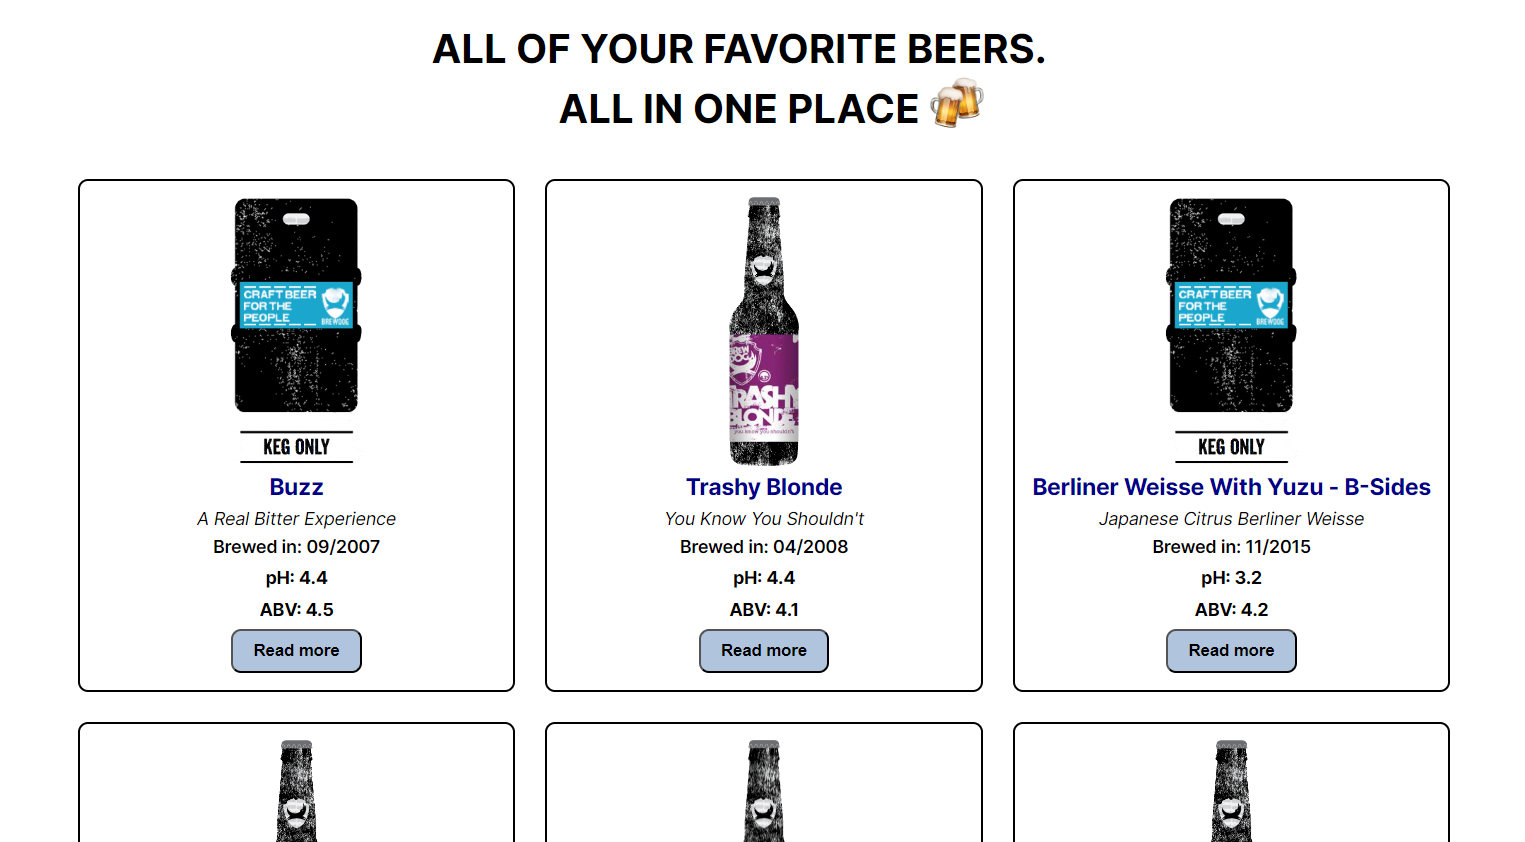 ALL OF YOUR FAVORITE BEERS.
ALL IN ONE PLACE
CRAFT BEER
FOR THE
PEOPLE
BREWDOG
KEG ONLY
Buzz
A Real Bitter Experience
Brewed in: 09/2007
pH: 4.4
ABV: 4.5
Read more
TRASHY
BLONDE
you know you shouldn't
Trashy Blonde
You Know You Shouldn't
Brewed in: 04/2008
pH: 4.4
ABV: 4.1
Read more
CRAFT BEER
FOR THE
PEOPLE
BREWDOG
KEG ONLY
Berliner Weisse With Yuzu - B-Sides
Japanese Citrus Berliner Weisse
Brewed in: 11/2015
pH: 3.2
ABV: 4.2
Read more